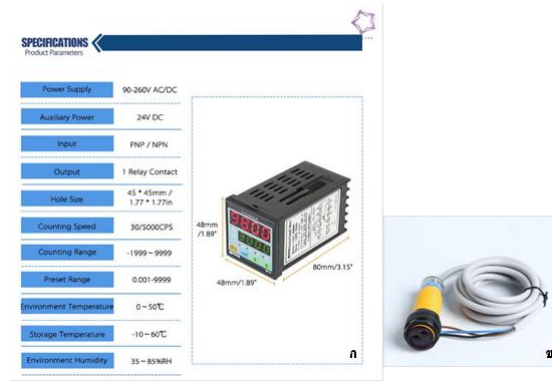 SPECIFICATIONS
Product Parameters
Power Supply 90-260V AC/DC
Auxiliary Power 24V DC
Input PNP / NPN
Output 1 Relay Contact
Hole Size 45 * 45mm / 1.77 * 1.77in
Counting Speed 30/5000CPS
Counting Range -1999~9999
Preset Range 0.001-9999
Environment Temperature 0~50℃
Storage Temperature -10~60℃
Environment Humidity 35~85%RH
48mm
/1.89"
48mm/1.89"
80mm/3.15"
ก
ข